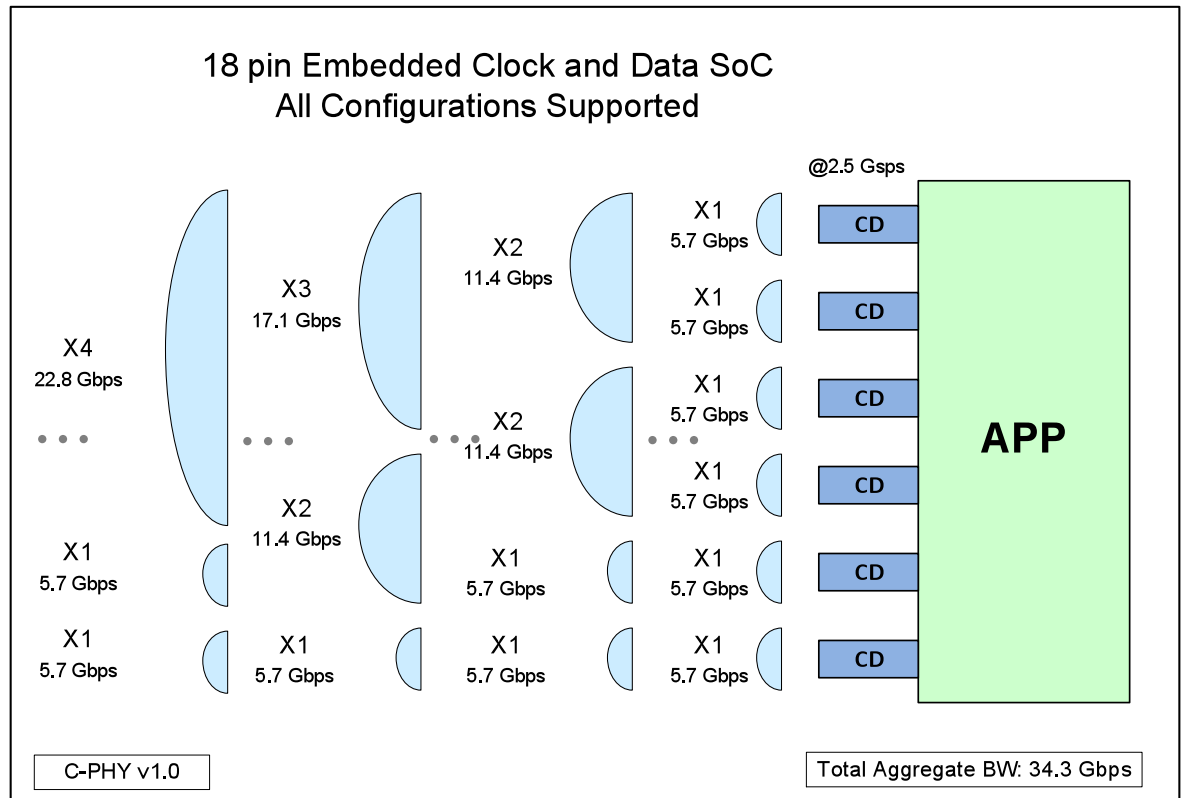 18 pin Embedded Clock and Data SoC
All Configurations Supported
@2.5 Gsps
X4
22.8 Gbps
X1
5.7 Gbps
X1
5.7 Gbps
X3
17.1 Gbps
X2
11.4 Gbps
X1
5.7 Gbps
X2
11.4 Gbps
X2
11.4 Gbps
X1
5.7 Gbps
X1
5.7 Gbps
X1
5.7 Gbps
X1
5.7 Gbps
X1
5.7 Gbps
X1
5.7 Gbps
X1
5.7 Gbps
X1
5.7 Gbps
CD
CD
CD
CD
CD
CD
APP
C-PHY v1.0
Total Aggregate BW: 34.3 Gbps